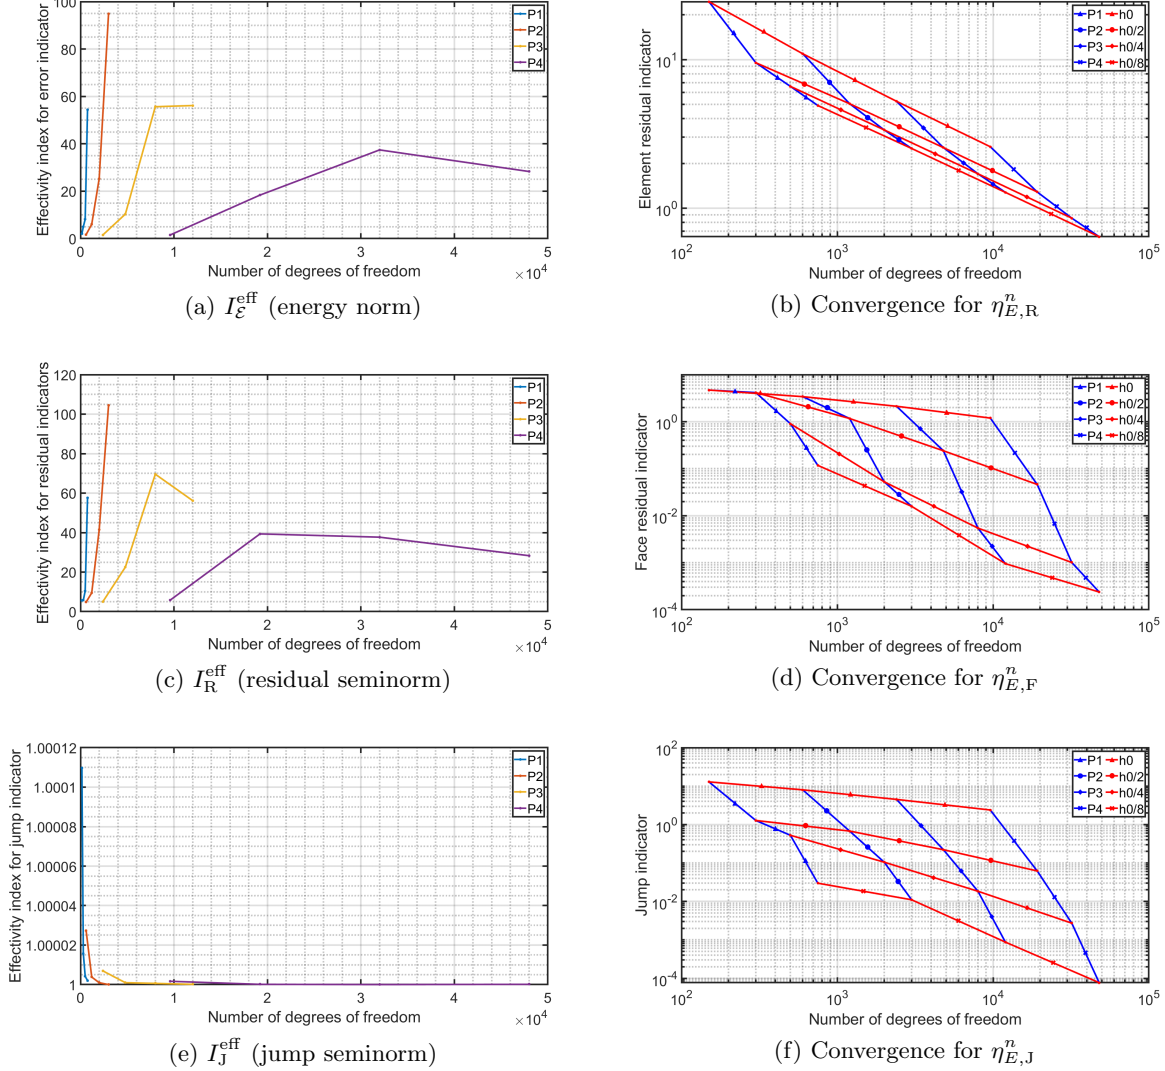 100
80
60
40
20
0
Effectivity index for error indicator
P1
P2
P3
P4
0 1 2 3 4 5
Number of degrees of freedom
× 10^4
(a) I_ℰ^eff (energy norm)
10^1
10^0
Element residual indicator
P1 h0
P2 h0/2
P3 h0/4
P4 h0/8
10^2 10^3 10^4 10^5
Number of degrees of freedom
(b) Convergence for η_{E,R}^n
120
100
80
60
40
20
0
Effectivity index for residual indicators
P1
P2
P3
P4
0 1 2 3 4 5
Number of degrees of freedom
× 10^4
(c) I_R^eff (residual seminorm)
10^0
10^-2
10^-4
Face residual indicator
P1 h0
P2 h0/2
P3 h0/4
P4 h0/8
10^2 10^3 10^4 10^5
Number of degrees of freedom
(d) Convergence for η_{E,F}^n
1.00012
1.0001
1.00008
1.00006
1.00004
1.00002
1
Effectivity index for jump indicator
P1
P2
P3
P4
0 1 2 3 4 5
Number of degrees of freedom
× 10^4
(e) I_J^eff (jump seminorm)
10^2
10^0
10^-2
10^-4
Jump indicator
P1 h0
P2 h0/2
P3 h0/4
P4 h0/8
10^2 10^3 10^4 10^5
Number of degrees of freedom
(f) Convergence for η_{E,J}^n